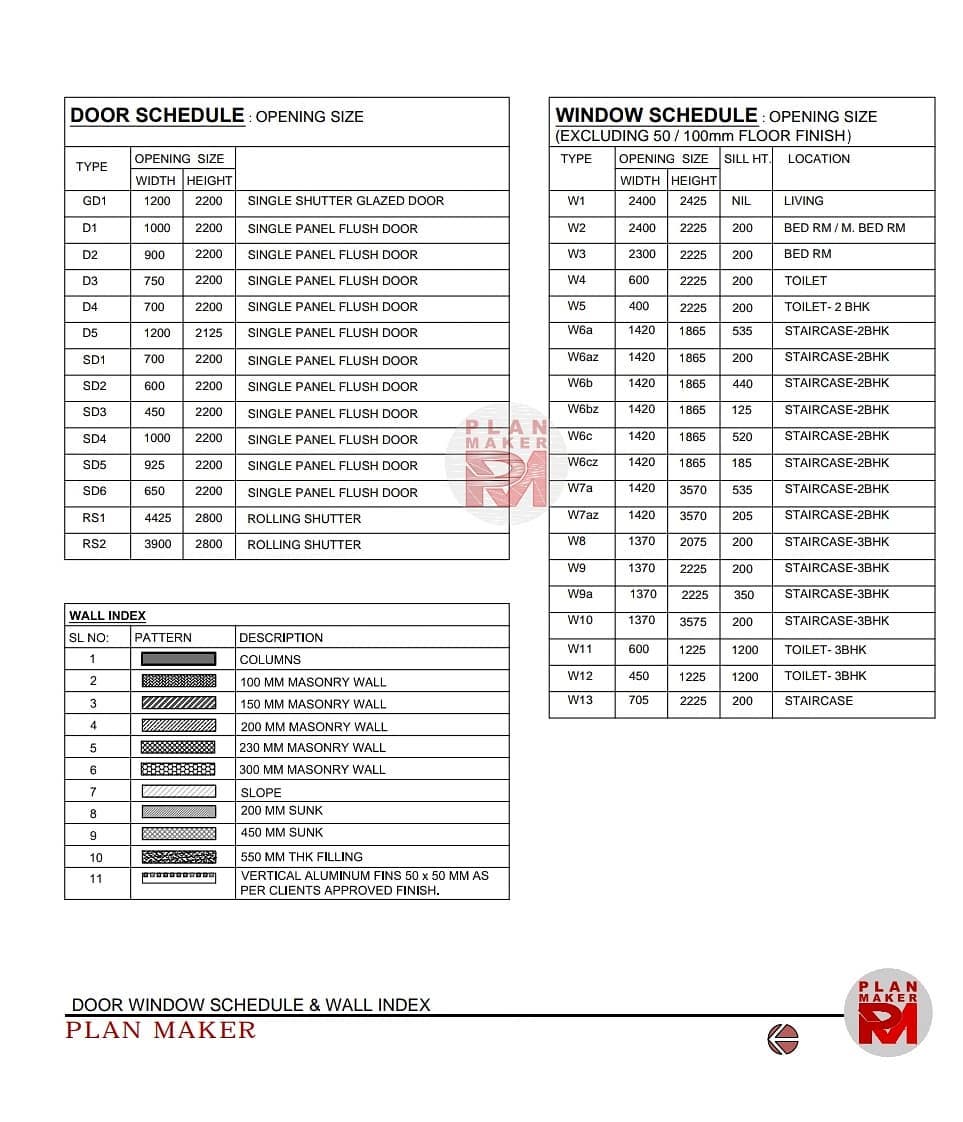 DOOR SCHEDULE : OPENING SIZE
TYPE OPENING SIZE
WIDTH HEIGHT
GD1 1200 2200 SINGLE SHUTTER GLAZED DOOR
D1 1000 2200 SINGLE PANEL FLUSH DOOR
D2 900 2200 SINGLE PANEL FLUSH DOOR
D3 750 2200 SINGLE PANEL FLUSH DOOR
D4 700 2200 SINGLE PANEL FLUSH DOOR
D5 1200 2125 SINGLE PANEL FLUSH DOOR
SD1 700 2200 SINGLE PANEL FLUSH DOOR
SD2 600 2200 SINGLE PANEL FLUSH DOOR
SD3 450 2200 SINGLE PANEL FLUSH DOOR
SD4 1000 2200 SINGLE PANEL FLUSH DOOR
SD5 925 2200 SINGLE PANEL FLUSH DOOR
SD6 650 2200 SINGLE PANEL FLUSH DOOR
RS1 4425 2800 ROLLING SHUTTER
RS2 3900 2800 ROLLING SHUTTER
WALL INDEX
SL NO: PATTERN DESCRIPTION
1 COLUMNS
2 100 MM MASONRY WALL
3 150 MM MASONRY WALL
4 200 MM MASONRY WALL
5 230 MM MASONRY WALL
6 300 MM MASONRY WALL
7 SLOPE
8 200 MM SUNK
9 450 MM SUNK
10 550 MM THK FILLING
11 VERTICAL ALUMINUM FINS 50 x 50 MM AS
PER CLIENTS APPROVED FINISH.
WINDOW SCHEDULE : OPENING SIZE
(EXCLUDING 50 / 100mm FLOOR FINISH)
TYPE OPENING SIZE SILL HT. LOCATION
WIDTH HEIGHT
W1 2400 2425 NIL LIVING
W2 2400 2225 200 BED RM / M. BED RM
W3 2300 2225 200 BED RM
W4 600 2225 200 TOILET
W5 400 2225 200 TOILET- 2 BHK
W6a 1420 1865 535 STAIRCASE-2BHK
W6az 1420 1865 200 STAIRCASE-2BHK
W6b 1420 1865 440 STAIRCASE-2BHK
W6bz 1420 1865 125 STAIRCASE-2BHK
W6c 1420 1865 520 STAIRCASE-2BHK
W6cz 1420 1865 185 STAIRCASE-2BHK
W7a 1420 3570 535 STAIRCASE-2BHK
W7az 1420 3570 205 STAIRCASE-2BHK
W8 1370 2075 200 STAIRCASE-3BHK
W9 1370 2225 200 STAIRCASE-3BHK
W9a 1370 2225 350 STAIRCASE-3BHK
W10 1370 3575 200 STAIRCASE-3BHK
W11 600 1225 1200 TOILET- 3BHK
W12 450 1225 1200 TOILET- 3BHK
W13 705 2225 200 STAIRCASE
PLAN
MAKER
PM
DOOR WINDOW SCHEDULE & WALL INDEX
PLAN MAKER
PLAN
MAKER
PM